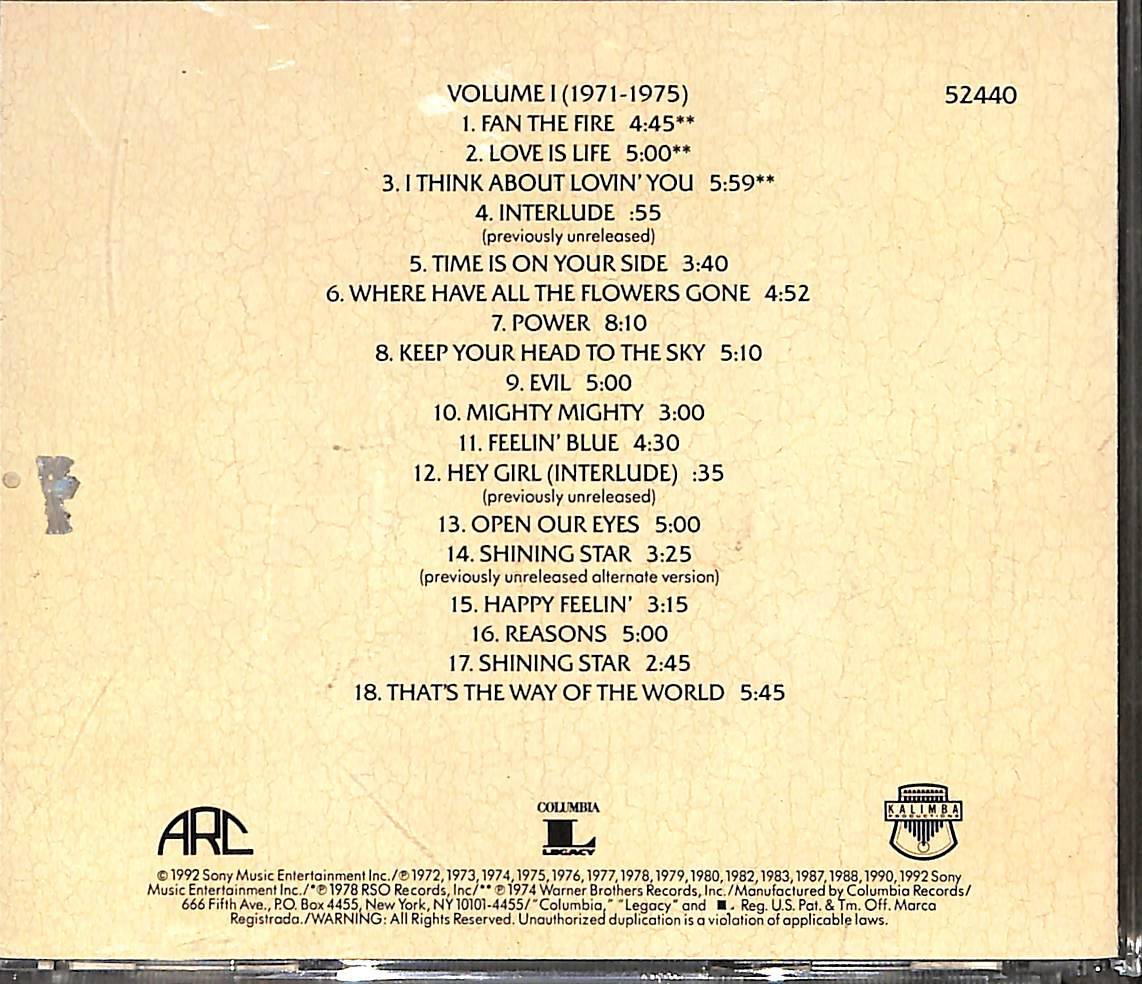 VOLUME I (1971-1975)
52440
1. FAN THE FIRE 4:45**
2. LOVE IS LIFE 5:00**
3. I THINK ABOUT LOVIN' YOU 5:59**
4. INTERLUDE :55
(previously unreleased)
5. TIME IS ON YOUR SIDE 3:40
6. WHERE HAVE ALL THE FLOWERS GONE 4:52
7. POWER 8:10
8. KEEP YOUR HEAD TO THE SKY 5:10
9. EVIL 5:00
10. MIGHTY MIGHTY 3:00
11. FEELIN' BLUE 4:30
12. HEY GIRL (INTERLUDE) :35
(previously unreleased)
13. OPEN OUR EYES 5:00
14. SHINING STAR 3:25
(previously unreleased alternate version)
15. HAPPY FEELIN' 3:15
16. REASONS 5:00
17. SHINING STAR 2:45
18. THAT'S THE WAY OF THE WORLD 5:45
ARC
COLUMBIA
L
LEGACY
KALIMBA
PRODUCTIONS
© 1992 Sony Music Entertainment Inc./℗ 1972, 1973, 1974, 1975, 1976, 1977, 1978, 1979, 1980, 1982, 1983, 1987, 1988, 1990, 1992 Sony
Music Entertainment Inc./*℗ 1978 RSO Records, Inc/** ℗ 1974 Warner Brothers Records, Inc./Manufactured by Columbia Records/
666 Fifth Ave., P.O. Box 4455, New York, NY 10101-4455/"Columbia," "Legacy" and ■. Reg. U.S. Pat. & Tm. Off. Marca
Registrada./WARNING: All Rights Reserved. Unauthorized duplication is a violation of applicable laws.